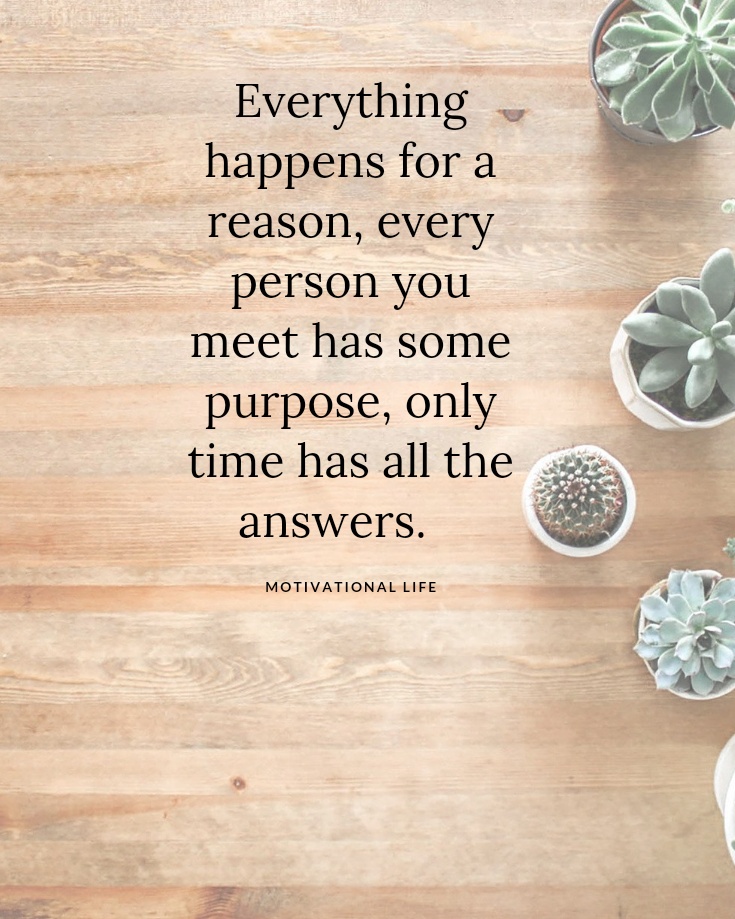 Everything
happens for a
reason, every
person you
meet has some
purpose, only
time has all the
answers.
MOTIVATIONAL LIFE